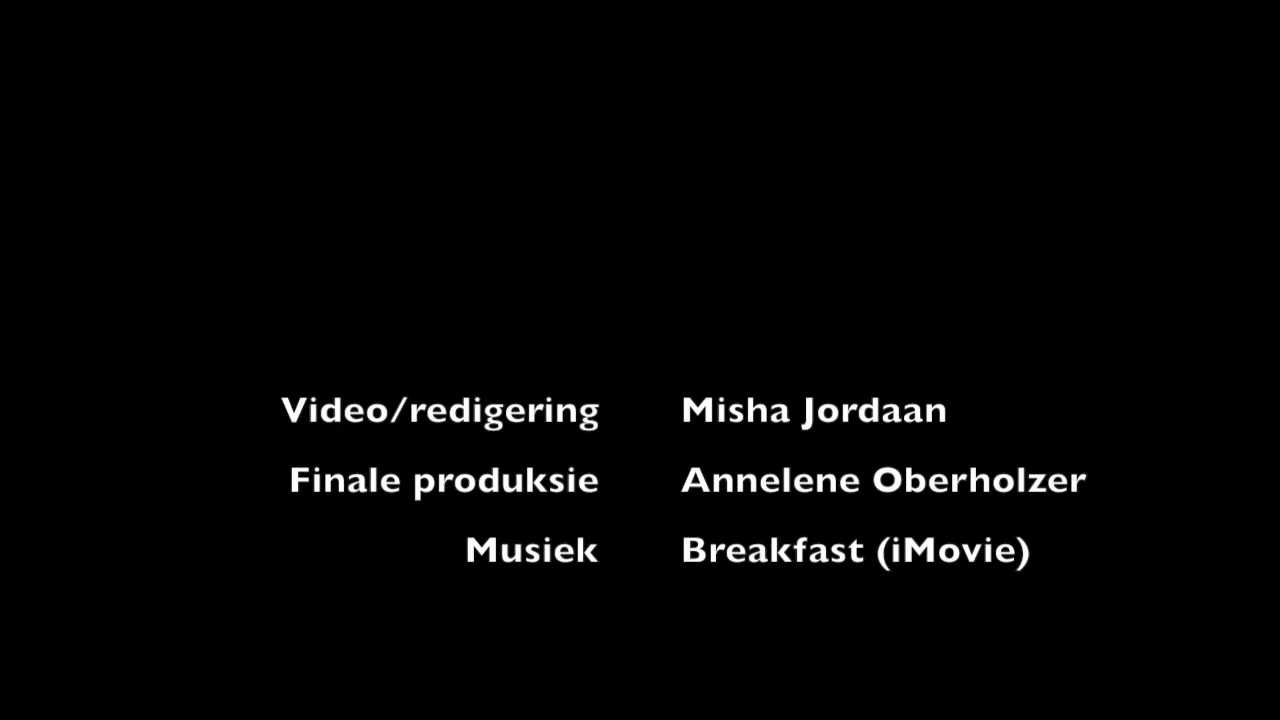 Video/redigering Misha Jordaan
Finale produksie Annelene Oberholzer
Musiek Breakfast (iMovie)